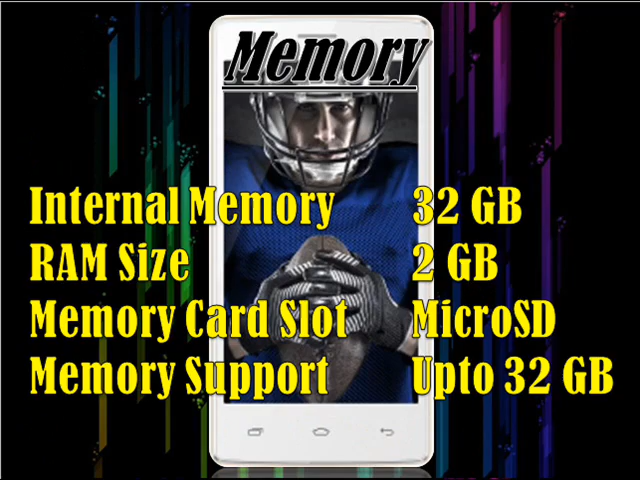 Memory
Internal Memory 32 GB
RAM Size 2 GB
Memory Card Slot MicroSD
Memory Support Upto 32 GB